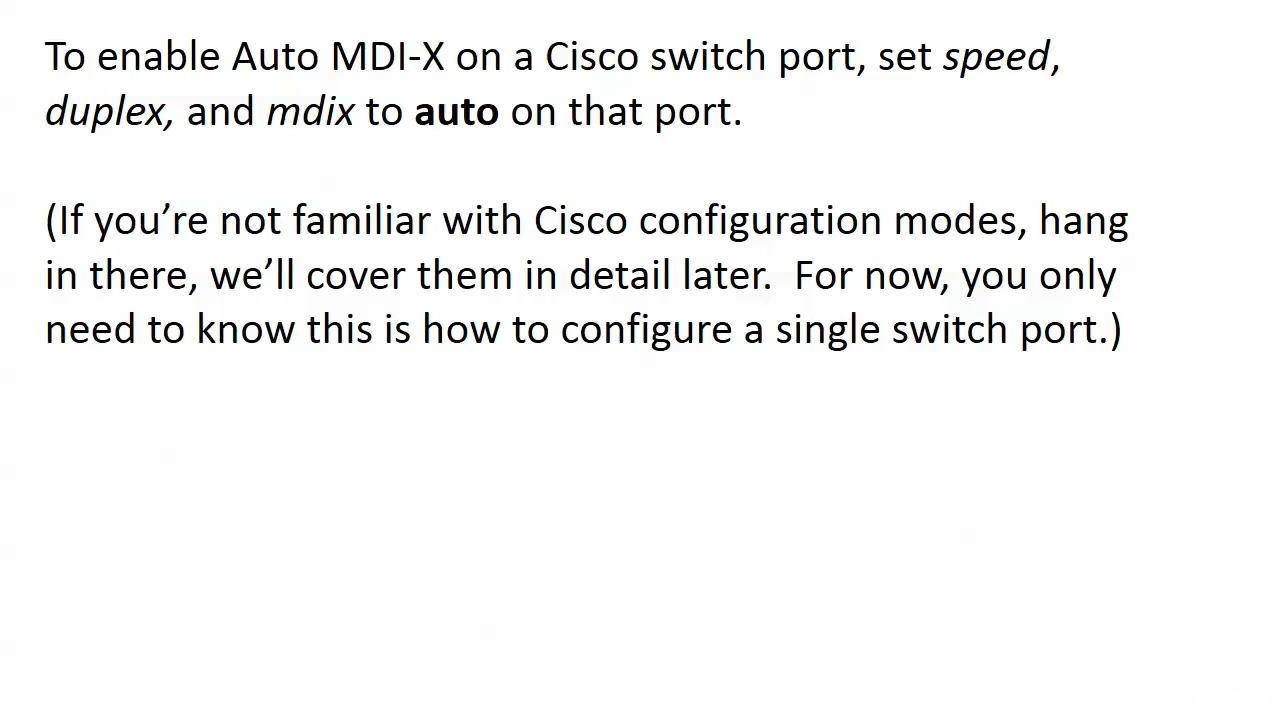 To enable Auto MDI-X on a Cisco switch port, set speed,
duplex, and mdix to auto on that port.
(If you’re not familiar with Cisco configuration modes, hang
in there, we’ll cover them in detail later.  For now, you only
need to know this is how to configure a single switch port.)